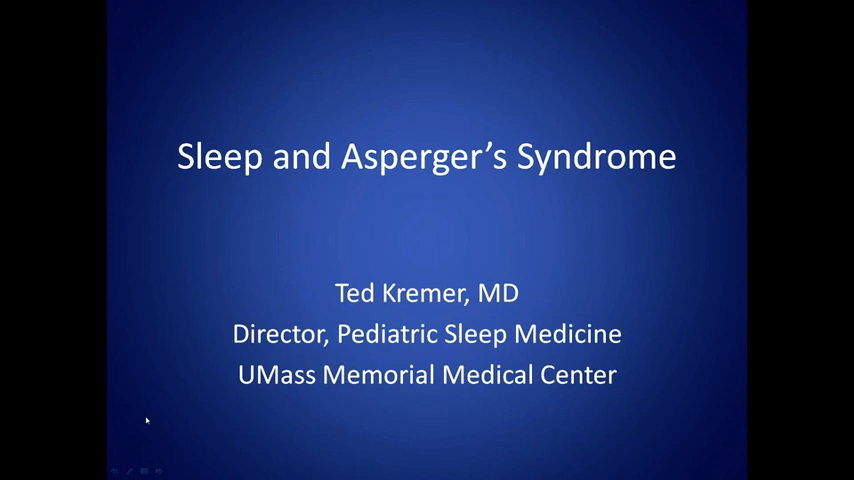 Sleep and Asperger’s Syndrome
Ted Kremer, MD
Director, Pediatric Sleep Medicine
UMass Memorial Medical Center